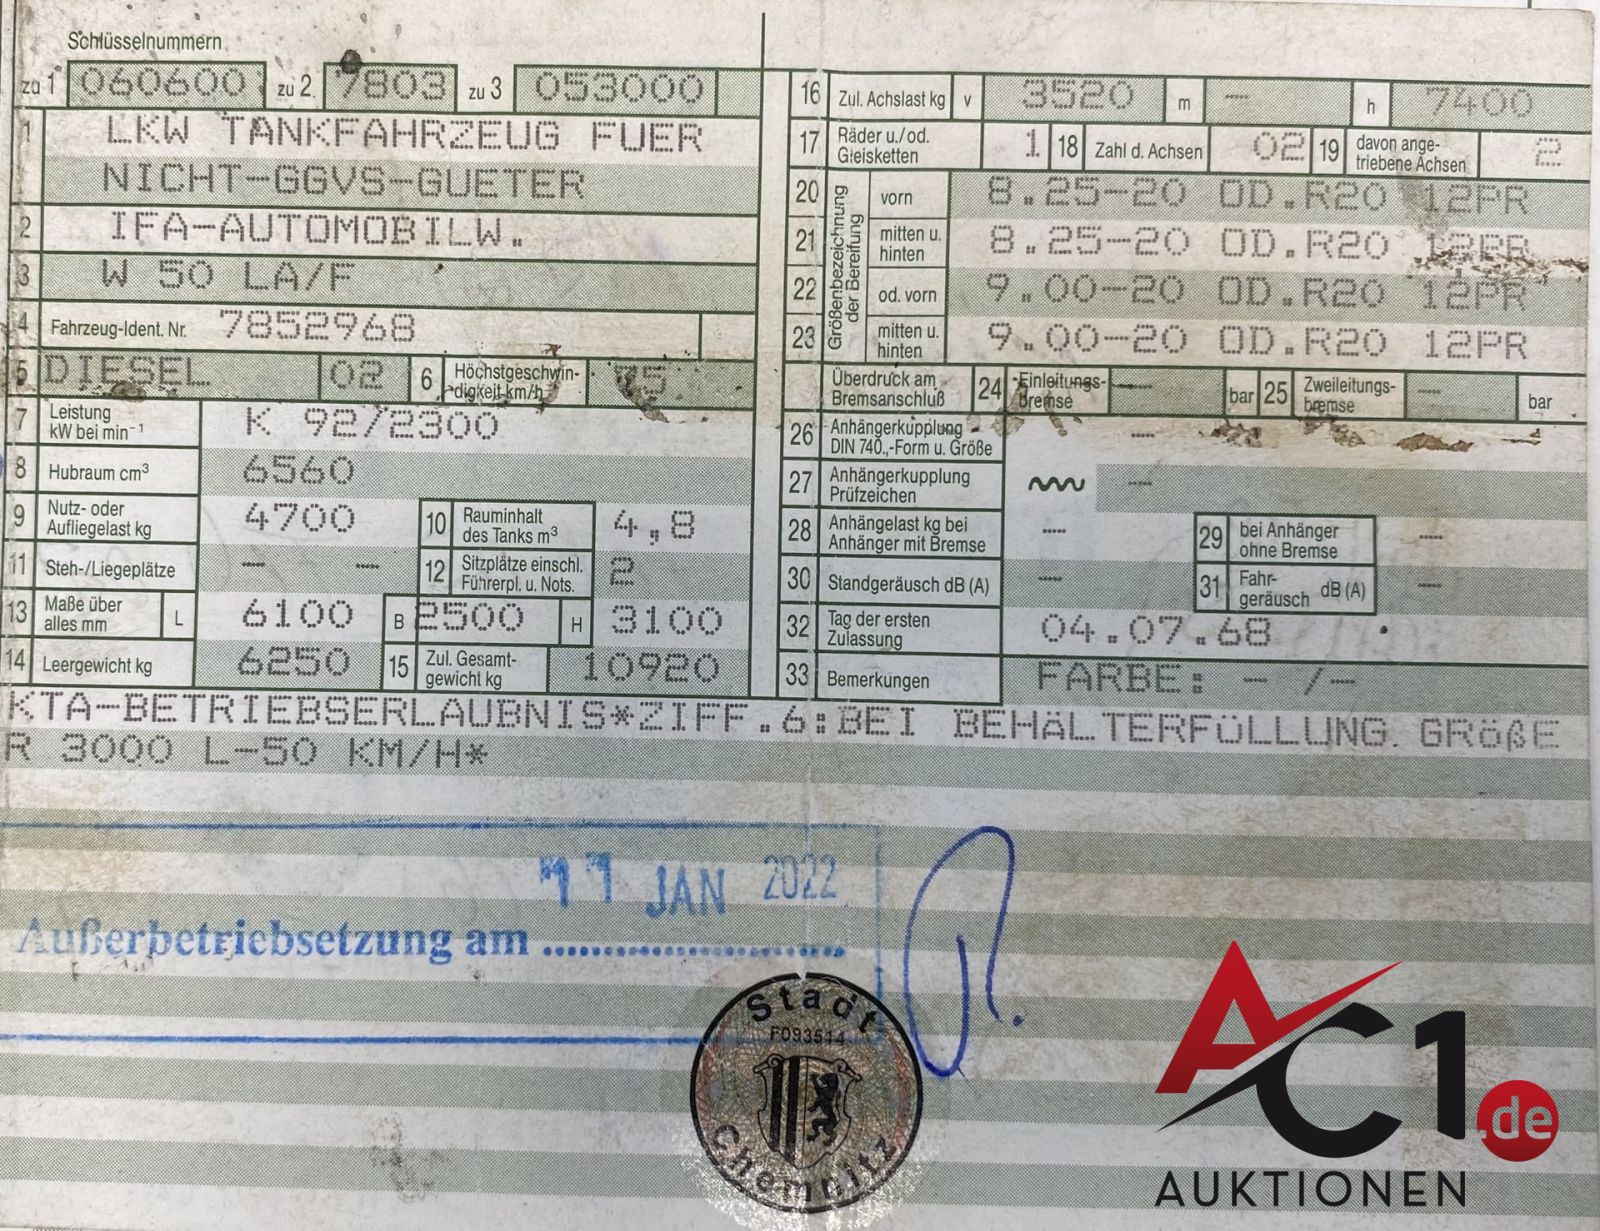 Schlüsselnummern
zu 1 060600 zu 2. 7803 zu 3 053000
1 LKW TANKFAHRZEUG FUER
NICHT-GGVS-GUETER
2 IFA-AUTOMOBILW.
3 W 50 LA/F
4 Fahrzeug-Ident. Nr. 7852968
5 DIESEL 02 6 Höchstgeschwin-
digkeit km/h 75
7 Leistung
kW bei min⁻¹ K 92/2300
8 Hubraum cm³ 6560
9 Nutz- oder
Aufliegelast kg 4700 10 Rauminhalt
des Tanks m³ 4,8
11 Steh-/Liegeplätze — — 12 Sitzplätze einschl.
Führerpl. u. Nots. 2
13 Maße über
alles mm L 6100 B 2500 H 3100
14 Leergewicht kg 6250 15 Zul. Gesamt-
gewicht kg 10920
16 Zul. Achslast kg v 3520 m — h 7400
17 Räder u./od.
Gleisketten 1 18 Zahl d. Achsen 02 19 davon ange-
triebene Achsen 2
Größenbezeichnung
der Bereifung
20 vorn 8.25-20 OD.R20 12PR
21 mitten u.
hinten 8.25-20 OD.R20 12PR
22 od. vorn 9.00-20 OD.R20 12PR
23 mitten u.
hinten 9.00-20 OD.R20 12PR
Überdruck am
Bremsanschluß 24 Einleitungs-
bremse — bar 25 Zweileitungs-
bremse — bar
26 Anhängerkupplung
DIN 740.,-Form u. Größe —
27 Anhängerkupplung
Prüfzeichen —
28 Anhängelast kg bei
Anhänger mit Bremse — 29 bei Anhänger
ohne Bremse —
30 Standgeräusch dB (A) — 31 Fahr-
geräusch dB (A) —
32 Tag der ersten
Zulassung 04.07.68
33 Bemerkungen FARBE: - /-
KTA-BETRIEBSERLAUBNIS*ZIFF.6:BEI BEHÄLTERFÜLLUNG GRÖßE
R 3000 L-50 KM/H*
11 JAN 2022
Außerbetriebsetzung am
Stadt
F093514
Chemnitz
AC1.de
AUKTIONEN